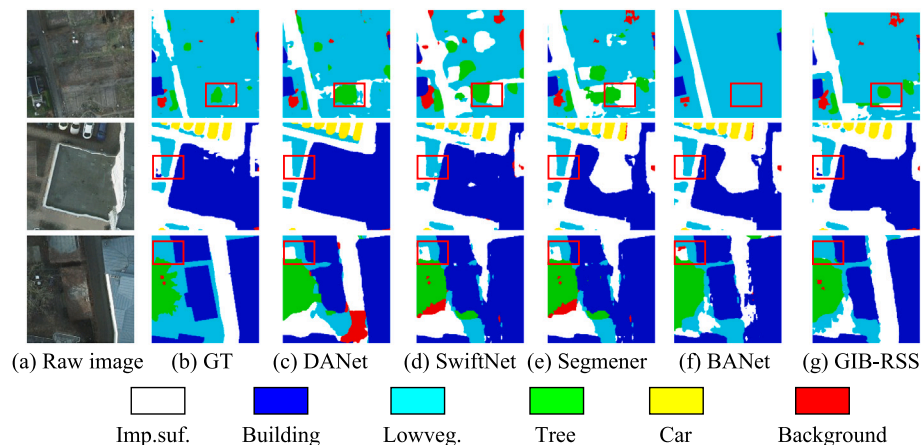 (a) Raw image (b) GT (c) DANet (d) SwiftNet (e) Segmener (f) BANet (g) GIB-RSS
Imp.suf. Building Lowveg. Tree Car Background